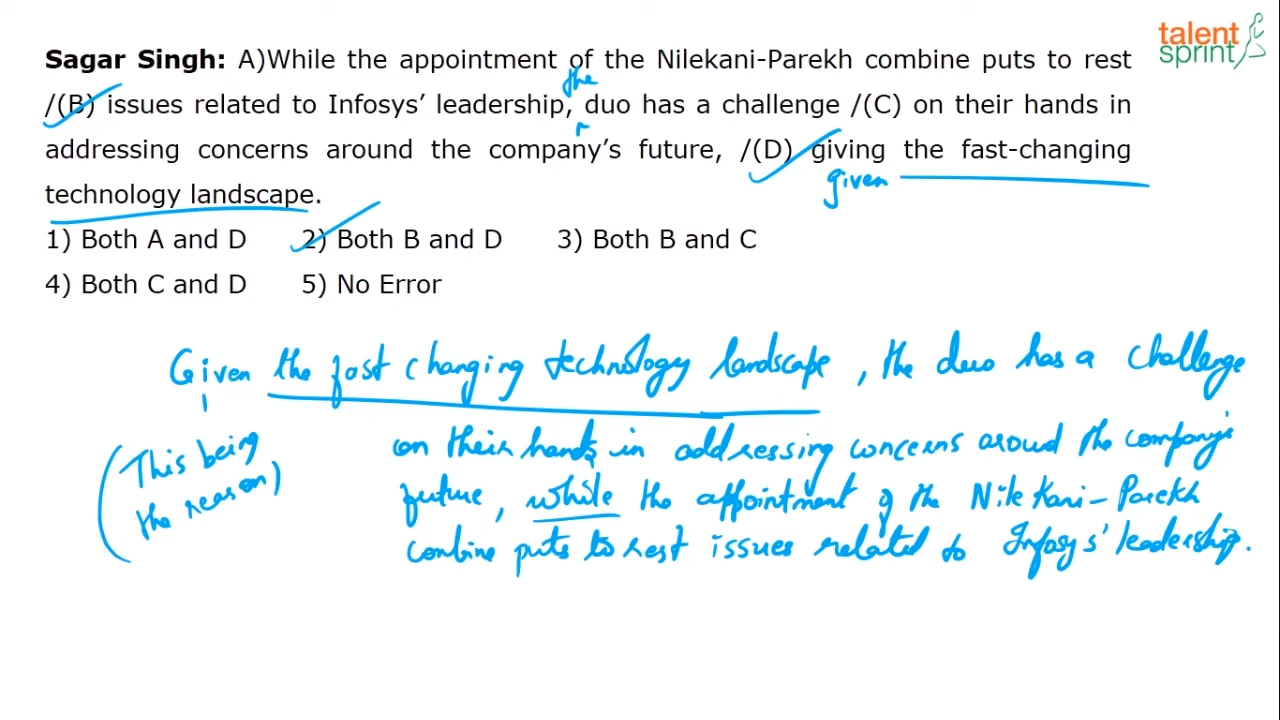 talent
sprint
Sagar Singh: A)While the appointment of the Nilekani-Parekh combine puts to rest
the
/(B) issues related to Infosys’ leadership, duo has a challenge /(C) on their hands in
addressing concerns around the company’s future, /(D) giving the fast-changing
given
technology landscape.
1) Both A and D 2) Both B and D 3) Both B and C
4) Both C and D 5) No Error
Given the fast changing technology landscape, the duo has a challenge
on their hands in addressing concerns around the company's
(This being
the reason)
future, while the appointment of the Nilekani-Parekh
combine puts to rest issues related to Infosys' leadership.